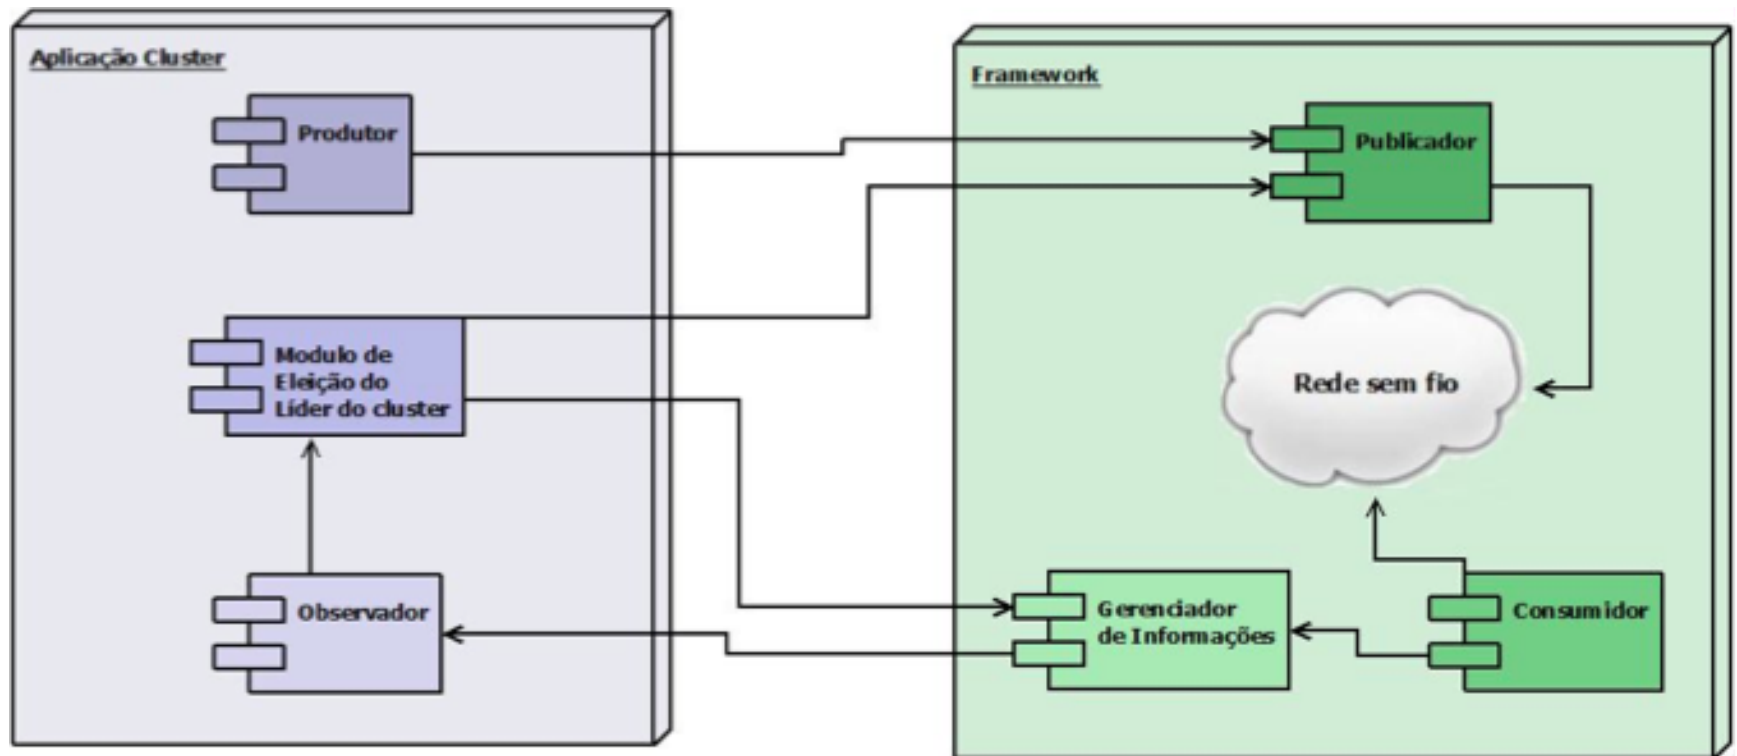 Aplicação Cluster
Produtor
Modulo de
Eleição do
Líder do cluster
Observador
Framework
Publicador
Rede sem fio
Gerenciador
de Informações
Consumidor